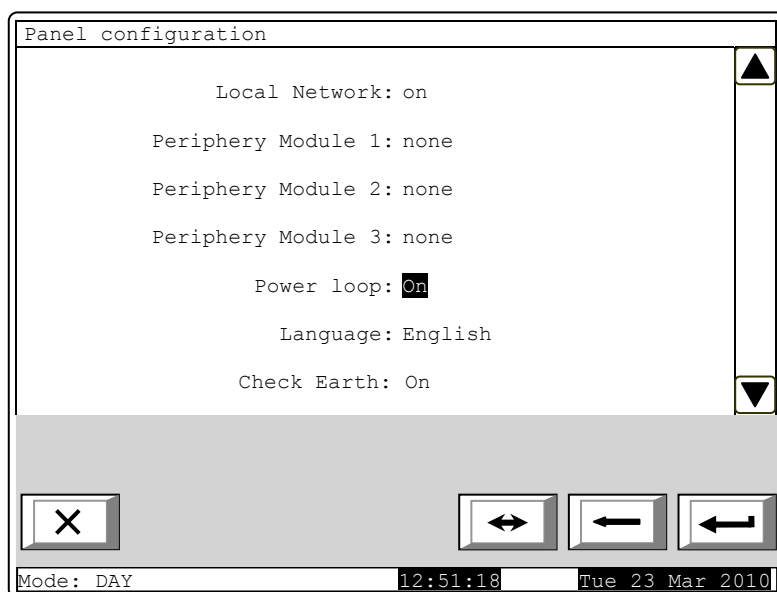 Panel configuration
Local Network: on
Periphery Module 1: none
Periphery Module 2: none
Periphery Module 3: none
Power loop: On
Language: English
Check Earth: On
Mode: DAY 12:51:18 Tue 23 Mar 2010